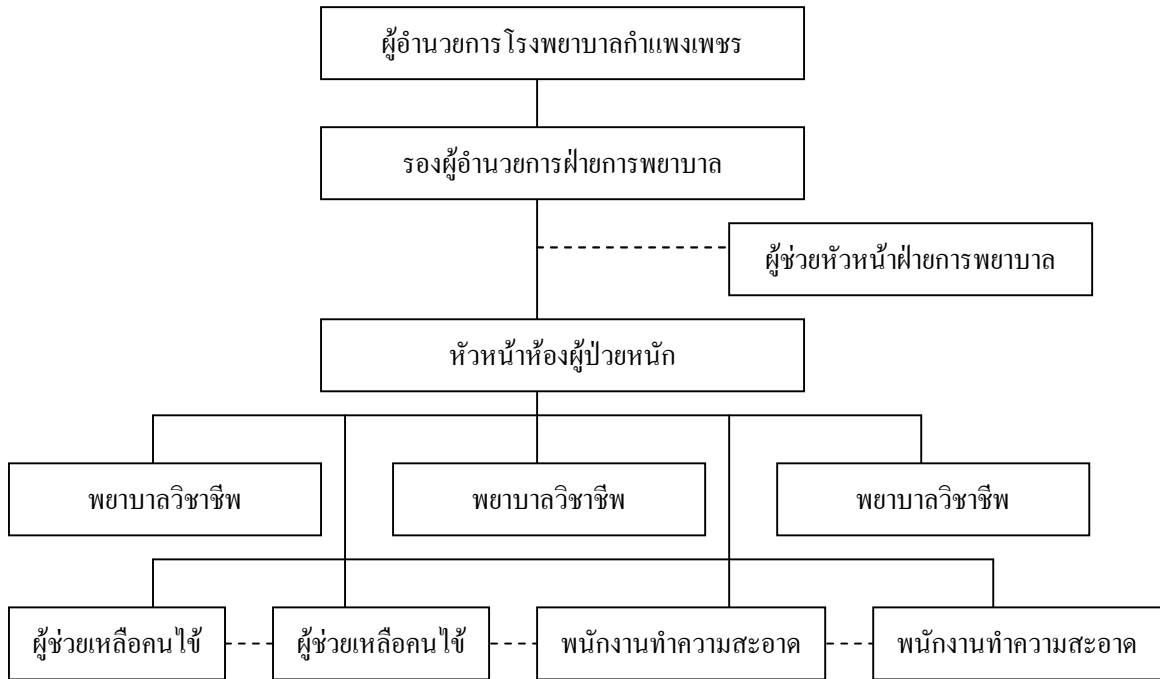 ผู้อำนวยการโรงพยาบาลกำแพงเพชร
รองผู้อำนวยการฝ่ายการพยาบาล
ผู้ช่วยหัวหน้าฝ่ายการพยาบาล
หัวหน้าห้องผู้ป่วยหนัก
พยาบาลวิชาชีพ
พยาบาลวิชาชีพ
พยาบาลวิชาชีพ
ผู้ช่วยเหลือคนไข้
ผู้ช่วยเหลือคนไข้
พนักงานทำความสะอาด
พนักงานทำความสะอาด